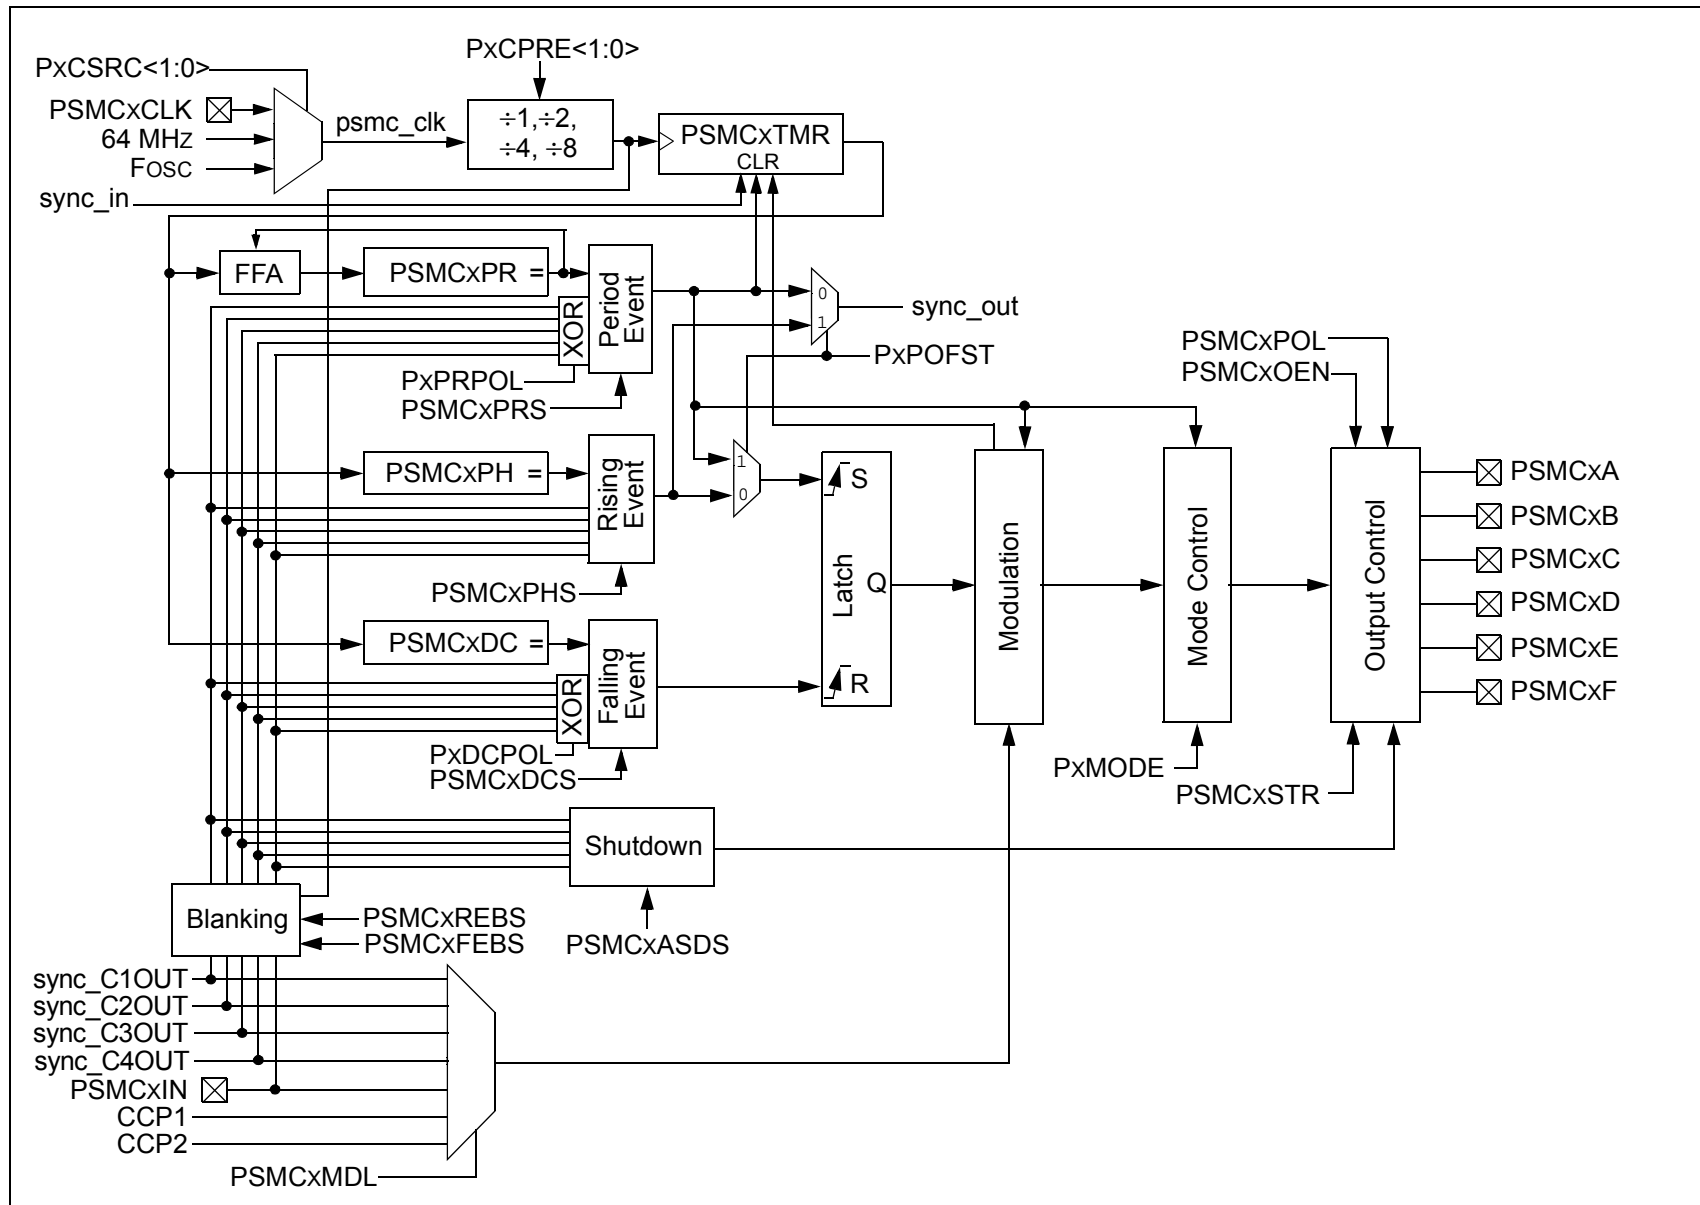 PxCPRE<1:0>
PxCSRC<1:0>
PSMCxCLK
64 MHz
FOSC
sync_in
psmc_clk
÷1,÷2,
÷4, ÷8
PSMCxTMR
CLR
FFA
PSMCxPR =
XOR
Period
Event
PxPRPOL
PSMCxPRS
0
1
sync_out
PxPOFST
PSMCxPH =
Rising
Event
PSMCxPHS
1
0
PSMCxDC =
XOR
Falling
Event
PxDCPOL
PSMCxDCS
S
Latch
Q
R
Modulation
Mode Control
PxMODE
PSMCxPOL
PSMCxOEN
Output Control
PSMCxSTR
PSMCxA
PSMCxB
PSMCxC
PSMCxD
PSMCxE
PSMCxF
Shutdown
PSMCxASDS
Blanking
PSMCxREBS
PSMCxFEBS
sync_C1OUT
sync_C2OUT
sync_C3OUT
sync_C4OUT
PSMCxIN
CCP1
CCP2
PSMCxMDL